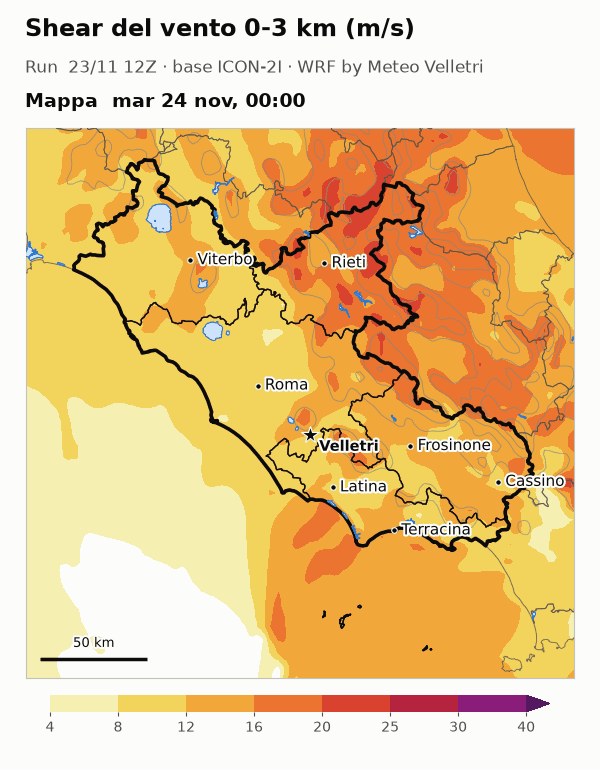 Shear del vento 0-3 km (m/s)
Run  23/11 12Z · base ICON-2I · WRF by Meteo Velletri
Mappa  mar 24 nov, 00:00
Viterbo
Rieti
Roma
Velletri
Frosinone
Cassino
Latina
Terracina
50 km
4 8 12 16 20 25 30 40